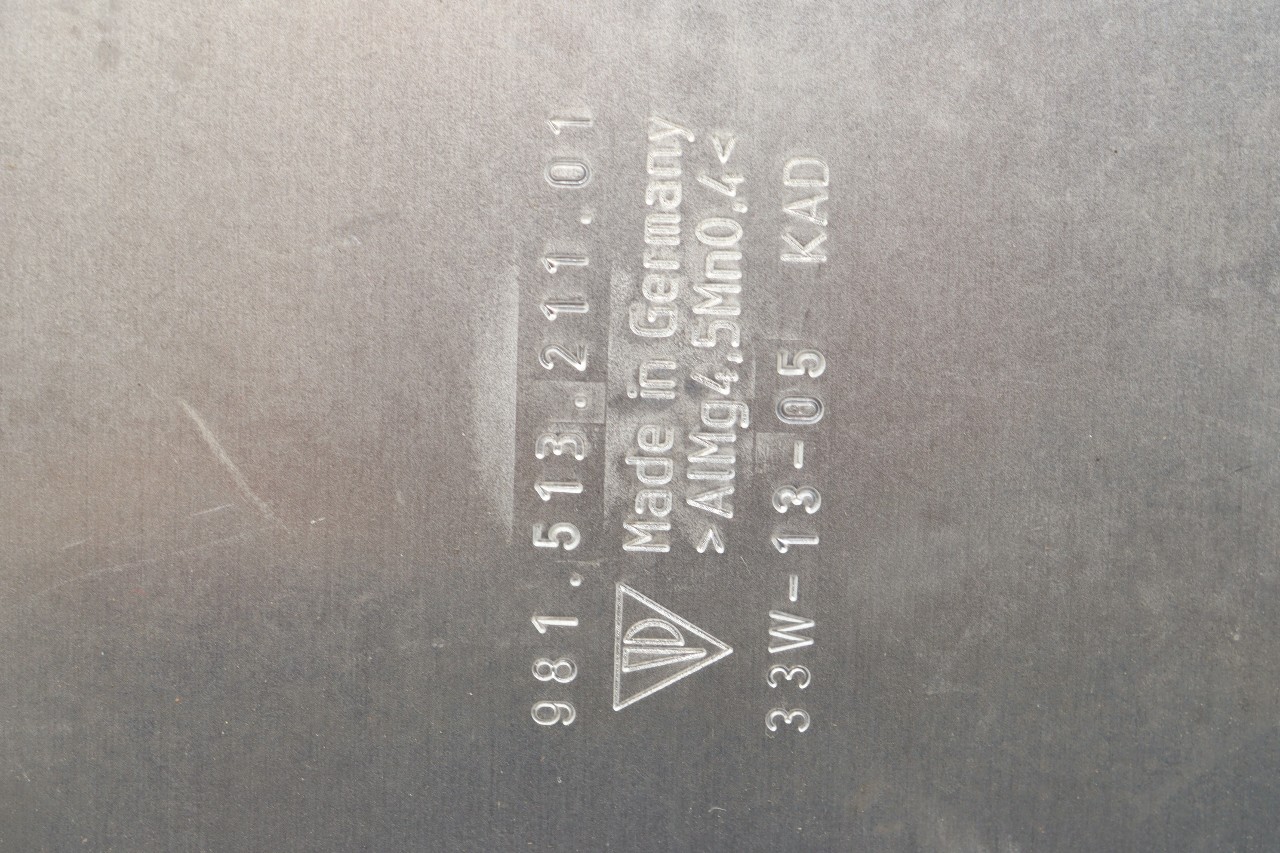 981.513.211.01
Made in Germany
>AlMg4,5Mn0,4<
33W-13-05 KAD